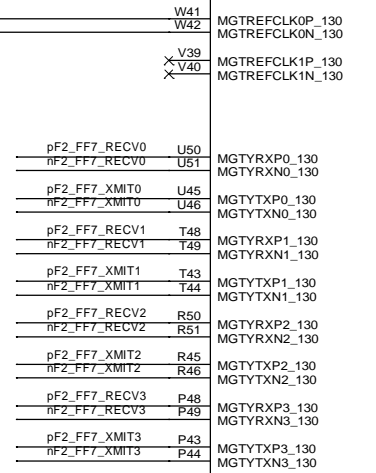 W41 MGTREFCLK0P_130
W42 MGTREFCLK0N_130
V39 MGTREFCLK1P_130
V40 MGTREFCLK1N_130
pF2_FF7_RECV0 U50 MGTYRXP0_130
nF2_FF7_RECV0 U51 MGTYRXN0_130
pF2_FF7_XMIT0 U45 MGTYTXP0_130
nF2_FF7_XMIT0 U46 MGTYTXN0_130
pF2_FF7_RECV1 T48 MGTYRXP1_130
nF2_FF7_RECV1 T49 MGTYRXN1_130
pF2_FF7_XMIT1 T43 MGTYTXP1_130
nF2_FF7_XMIT1 T44 MGTYTXN1_130
pF2_FF7_RECV2 R50 MGTYRXP2_130
nF2_FF7_RECV2 R51 MGTYRXN2_130
pF2_FF7_XMIT2 R45 MGTYTXP2_130
nF2_FF7_XMIT2 R46 MGTYTXN2_130
pF2_FF7_RECV3 P48 MGTYRXP3_130
nF2_FF7_RECV3 P49 MGTYRXN3_130
pF2_FF7_XMIT3 P43 MGTYTXP3_130
nF2_FF7_XMIT3 P44 MGTYTXN3_130